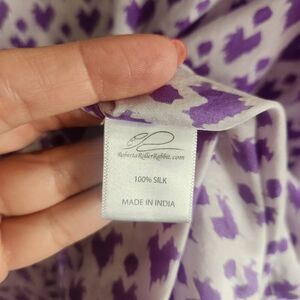 RobertaRollerRabbit.com
100% SILK
MADE IN INDIA